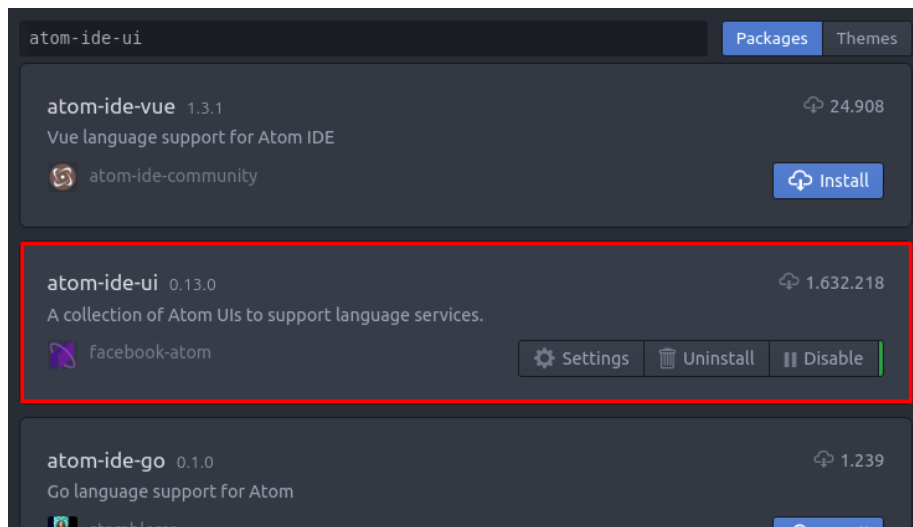 atom-ide-ui
Packages
Themes
atom-ide-vue 1.3.1
24.908
Vue language support for Atom IDE
atom-ide-community
Install
atom-ide-ui 0.13.0
1.632.218
A collection of Atom UIs to support language services.
facebook-atom
Settings
Uninstall
Disable
atom-ide-go 0.1.0
1.239
Go language support for Atom